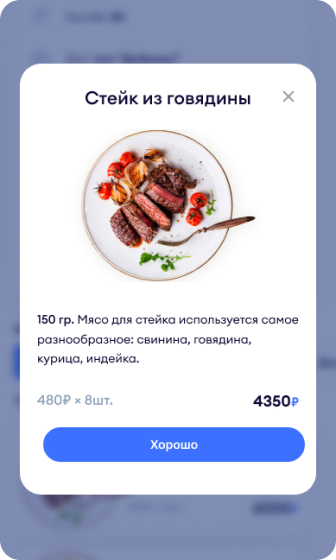 Стейк из говядины
150 гр. Мясо для стейка используется самое
разнообразное: свинина, говядина,
курица, индейка.
480₽ × 8шт.
4350₽
Хорошо